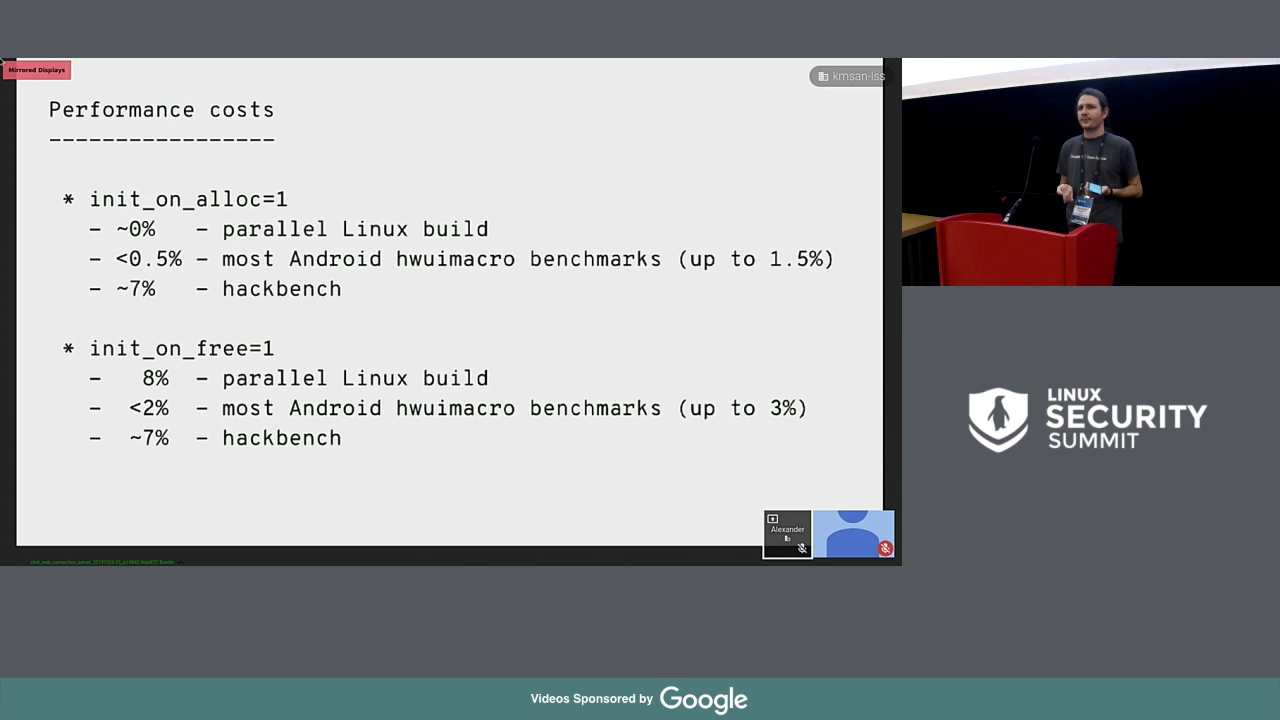 Mirrored Displays
kmsan-lss
Performance costs
-----------------
* init_on_alloc=1
- ~0% - parallel Linux build
- <0.5% - most Android hwuimacro benchmarks (up to 1.5%)
- ~7% - hackbench
* init_on_free=1
- 8% - parallel Linux build
- <2% - most Android hwuimacro benchmarks (up to 3%)
- ~7% - hackbench
Alexander
LINUX
SECURITY
SUMMIT
Videos Sponsored by Google